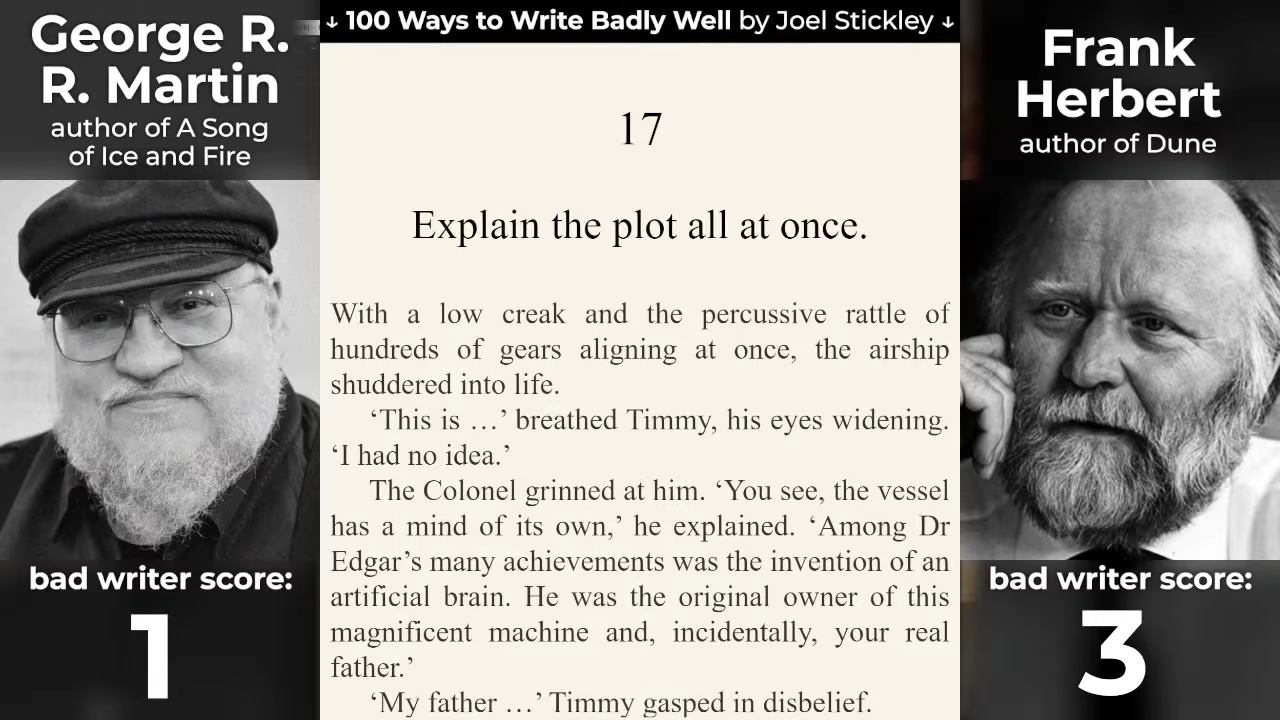 George R.
R. Martin
author of A Song
of Ice and Fire
bad writer score:
1
↓ 100 Ways to Write Badly Well by Joel Stickley ↓
17
Explain the plot all at once.
With a low creak and the percussive rattle of
hundreds of gears aligning at once, the airship
shuddered into life.
‘This is …’ breathed Timmy, his eyes widening.
‘I had no idea.’
The Colonel grinned at him. ‘You see, the vessel
has a mind of its own,’ he explained. ‘Among Dr
Edgar’s many achievements was the invention of an
artificial brain. He was the original owner of this
magnificent machine and, incidentally, your real
father.’
‘My father …’ Timmy gasped in disbelief.
Frank
Herbert
author of Dune
bad writer score:
3